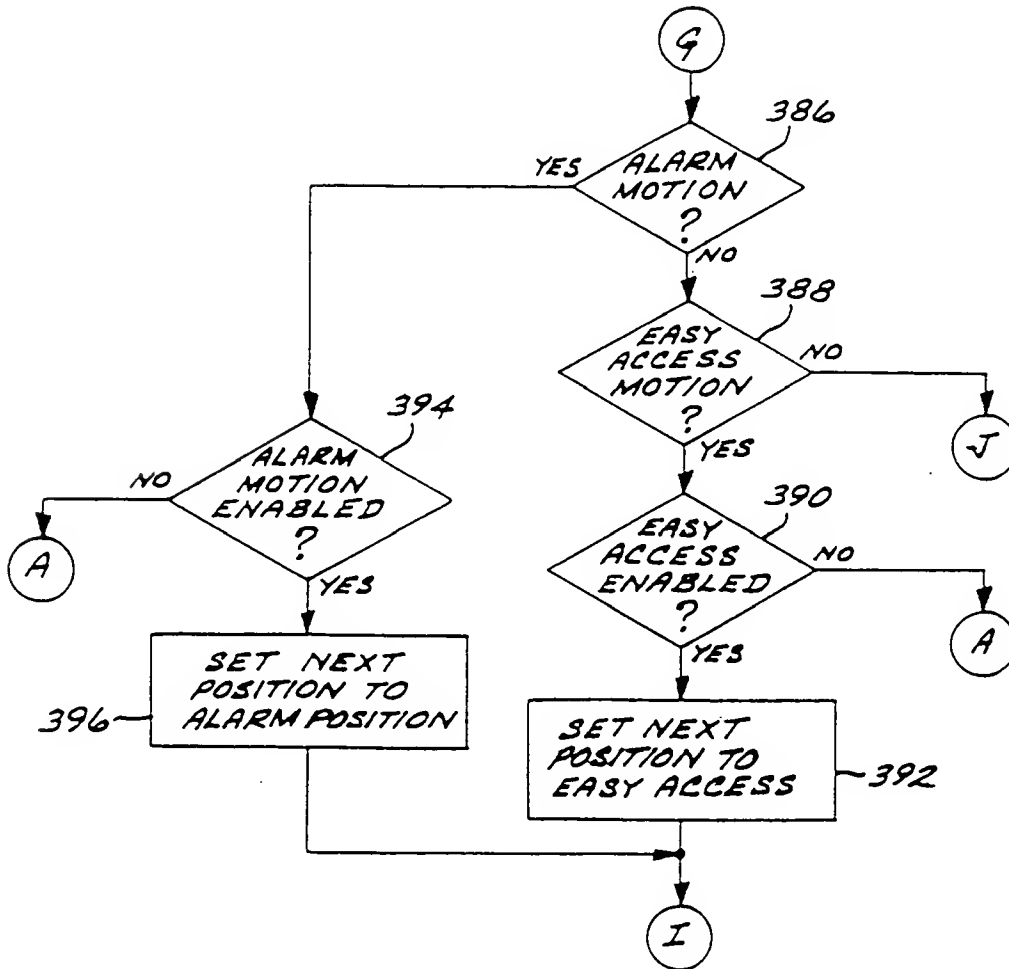 G
386
ALARM
MOTION
?
YES
NO
388
EASY
ACCESS
MOTION
?
NO
YES
J
394
ALARM
MOTION
ENABLED
?
NO
YES
A
390
EASY
ACCESS
ENABLED
?
NO
YES
A
SET NEXT
POSITION TO
ALARM POSITION
396
SET NEXT
POSITION TO
EASY ACCESS
392
I